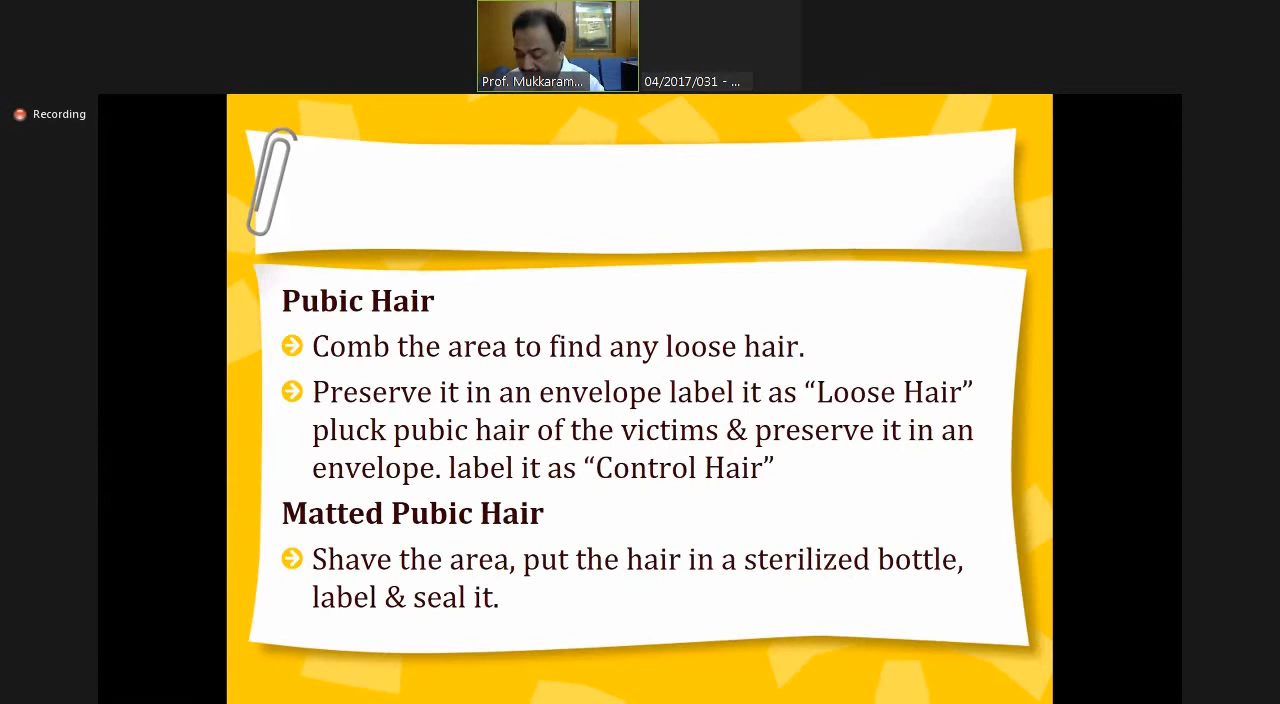 Prof. Mukkaram...
04/2017/031 - ...
Recording
Pubic Hair
Comb the area to find any loose hair.
Preserve it in an envelope label it as “Loose Hair”
pluck pubic hair of the victims & preserve it in an
envelope. label it as “Control Hair”
Matted Pubic Hair
Shave the area, put the hair in a sterilized bottle,
label & seal it.